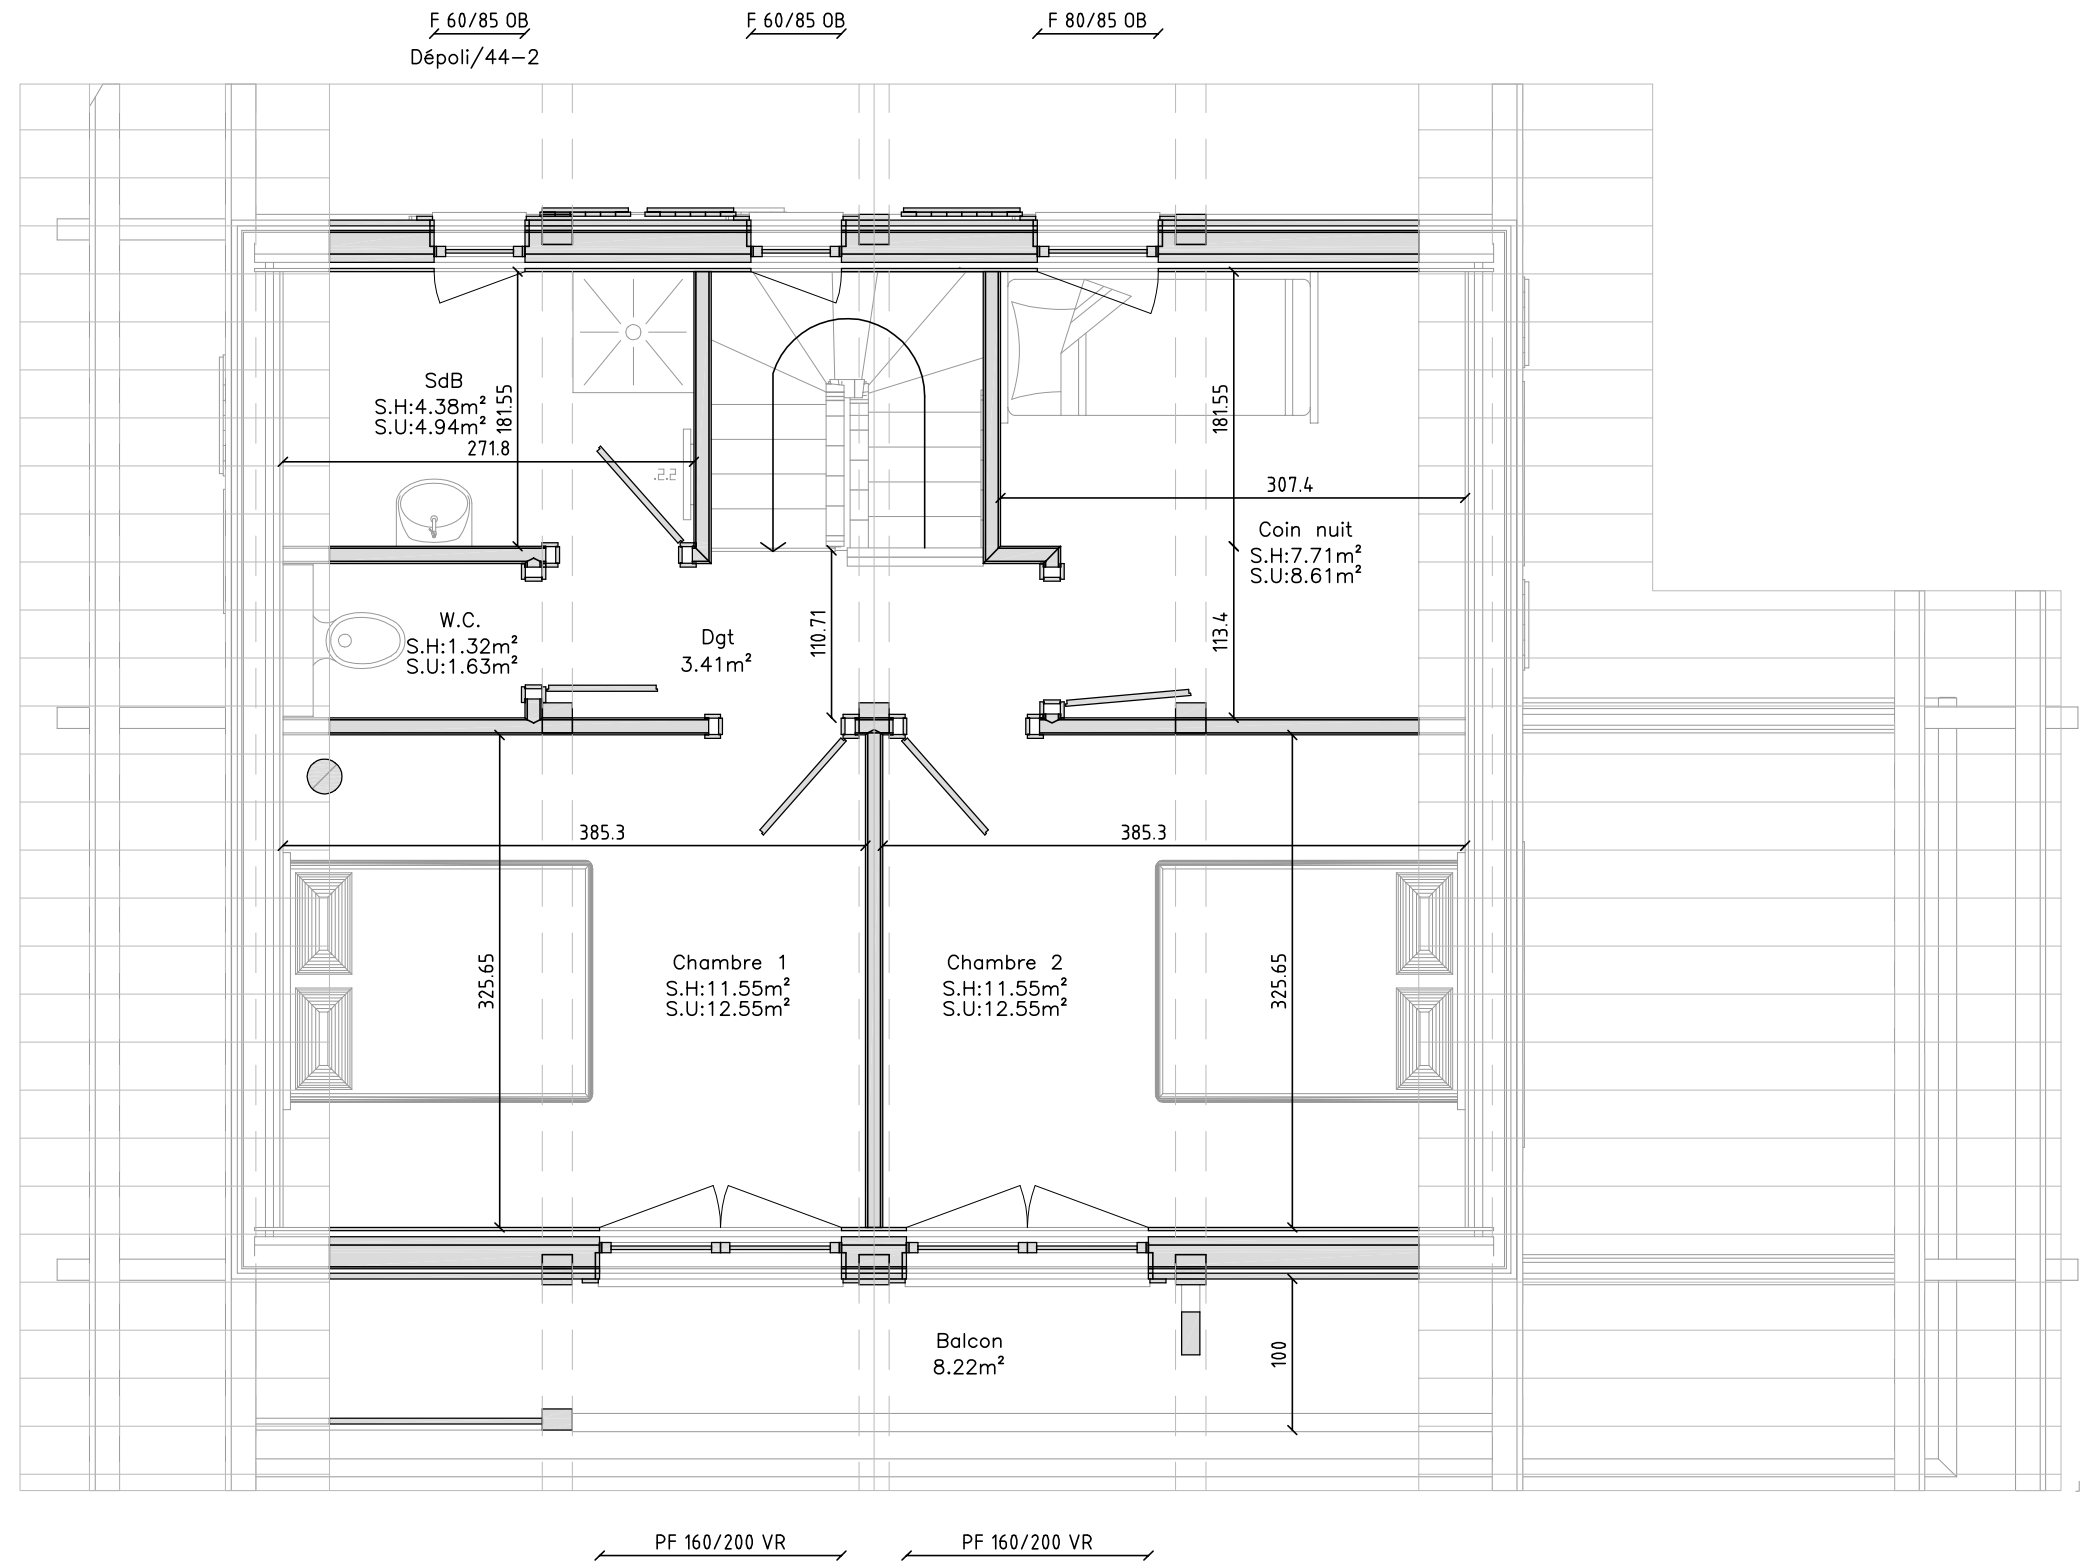 F 60/85 OB
Dépoli/44-2
F 60/85 OB
F 80/85 OB
SdB
S.H:4.38m²
S.U:4.94m²
181.55
271.8
S.S.
181.55
307.4
Coin nuit
S.H:7.71m²
S.U:8.61m²
W.C.
S.H:1.32m²
S.U:1.63m²
Dgt
3.41m²
110.71
113.4
385.3
385.3
325.65
Chambre 1
S.H:11.55m²
S.U:12.55m²
Chambre 2
S.H:11.55m²
S.U:12.55m²
325.65
Balcon
8.22m²
100
PF 160/200 VR
PF 160/200 VR